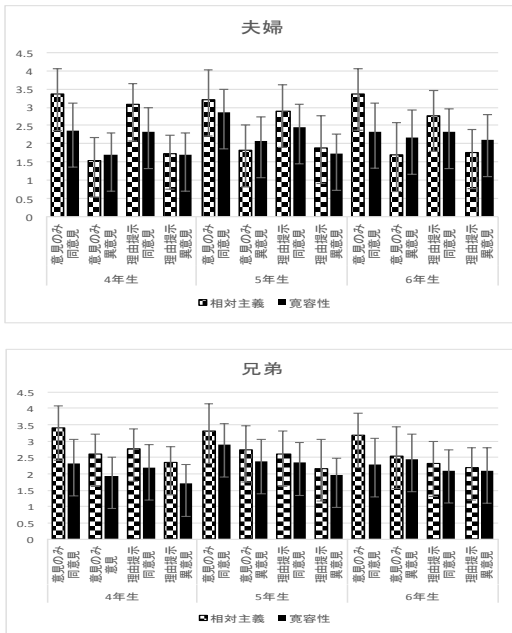 夫婦
4.5
4
3.5
3
2.5
2
1.5
1
0.5
0
意見のみ 同意見
意見のみ 異意見
理由提示 同意見
理由提示 異意見
意見のみ 同意見
意見のみ 異意見
理由提示 同意見
理由提示 異意見
意見のみ 同意見
意見のみ 異意見
理由提示 同意見
理由提示 異意見
4年生 5年生 6年生
相対主義 寛容性
兄弟
4.5
4
3.5
3
2.5
2
1.5
1
0.5
0
意見のみ 同意見
意見のみ 意見
理由提示 同意見
理由提示 異意見
意見のみ 同意見
意見のみ 異意見
理由提示 同意見
理由提示 異意見
意見のみ 同意見
意見のみ 異意見
理由提示 同意見
理由提示 異意見
4年生 5年生 6年生
相対主義 寛容性